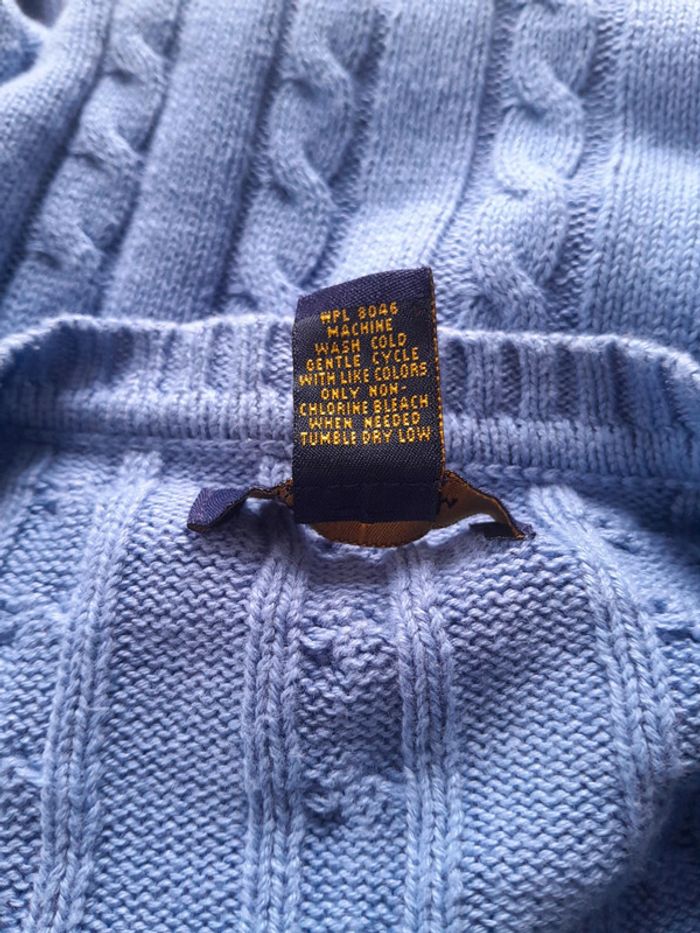 WPL 8046
MACHINE
WASH COLD
GENTLE CYCLE
WITH LIKE COLORS
ONLY NON-
CHLORINE BLEACH
WHEN NEEDED
TUMBLE DRY LOW